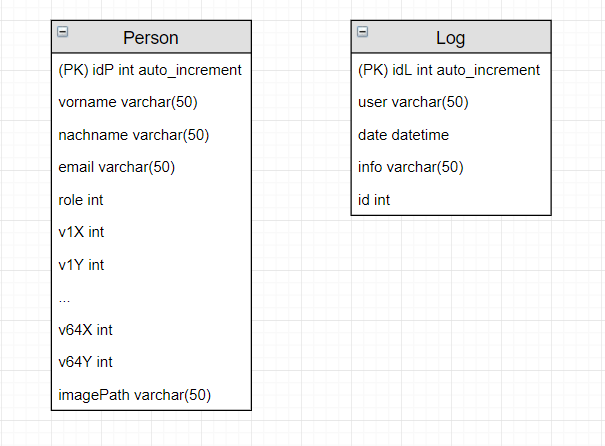 Person
(PK) idP int auto_increment
vorname varchar(50)
nachname varchar(50)
email varchar(50)
role int
v1X int
v1Y int
...
v64X int
v64Y int
imagePath varchar(50)
Log
(PK) idL int auto_increment
user varchar(50)
date datetime
info varchar(50)
id int